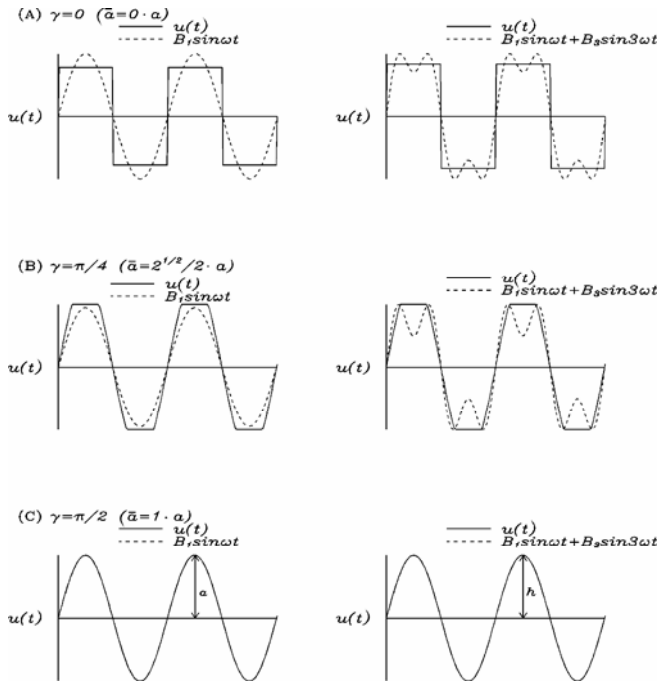 (A) γ=0 (ā=0·a)
u(t)
B₁sinωt
u(t)
B₁sinωt+B₃sin3ωt
u(t)
(B) γ=π/4 (ā=2^1/2/2·a)
u(t)
B₁sinωt
u(t)
B₁sinωt+B₃sin3ωt
u(t)
(C) γ=π/2 (ā=1·a)
u(t)
B₁sinωt
u(t)
B₁sinωt+B₃sin3ωt
u(t)
a
h